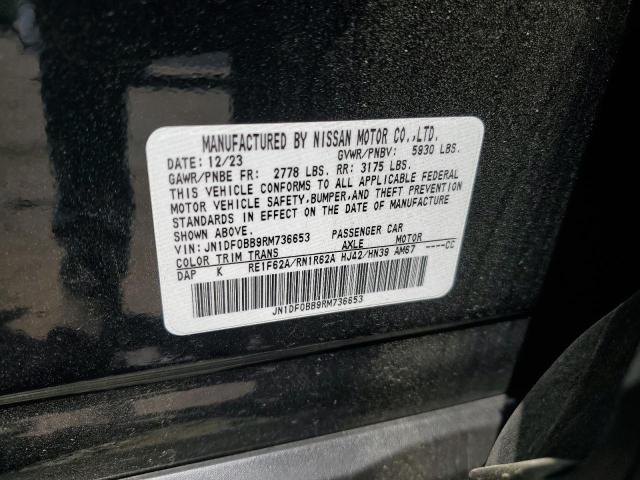 MANUFACTURED BY NISSAN MOTOR CO.,LTD.
DATE: 12/23 GVWR/PNBV: 5930 LBS.
GAWR/PNBE FR: 2778 LBS. RR: 3175 LBS.
THIS VEHICLE CONFORMS TO ALL APPLICABLE FEDERAL
MOTOR VEHICLE SAFETY,BUMPER,AND THEFT PREVENTION
STANDARDS IN EFFECT ON THE DATE OF MANUFACTURE
SHOWN ABOVE.
VIN: JN1DF0BB9RM736653 PASSENGER CAR
COLOR TRIM TRANS AXLE MOTOR
DAP K RE1F62A/RN1R62A HJ42/HN39 AM67 ----CC
JN1DF0BB9RM736653